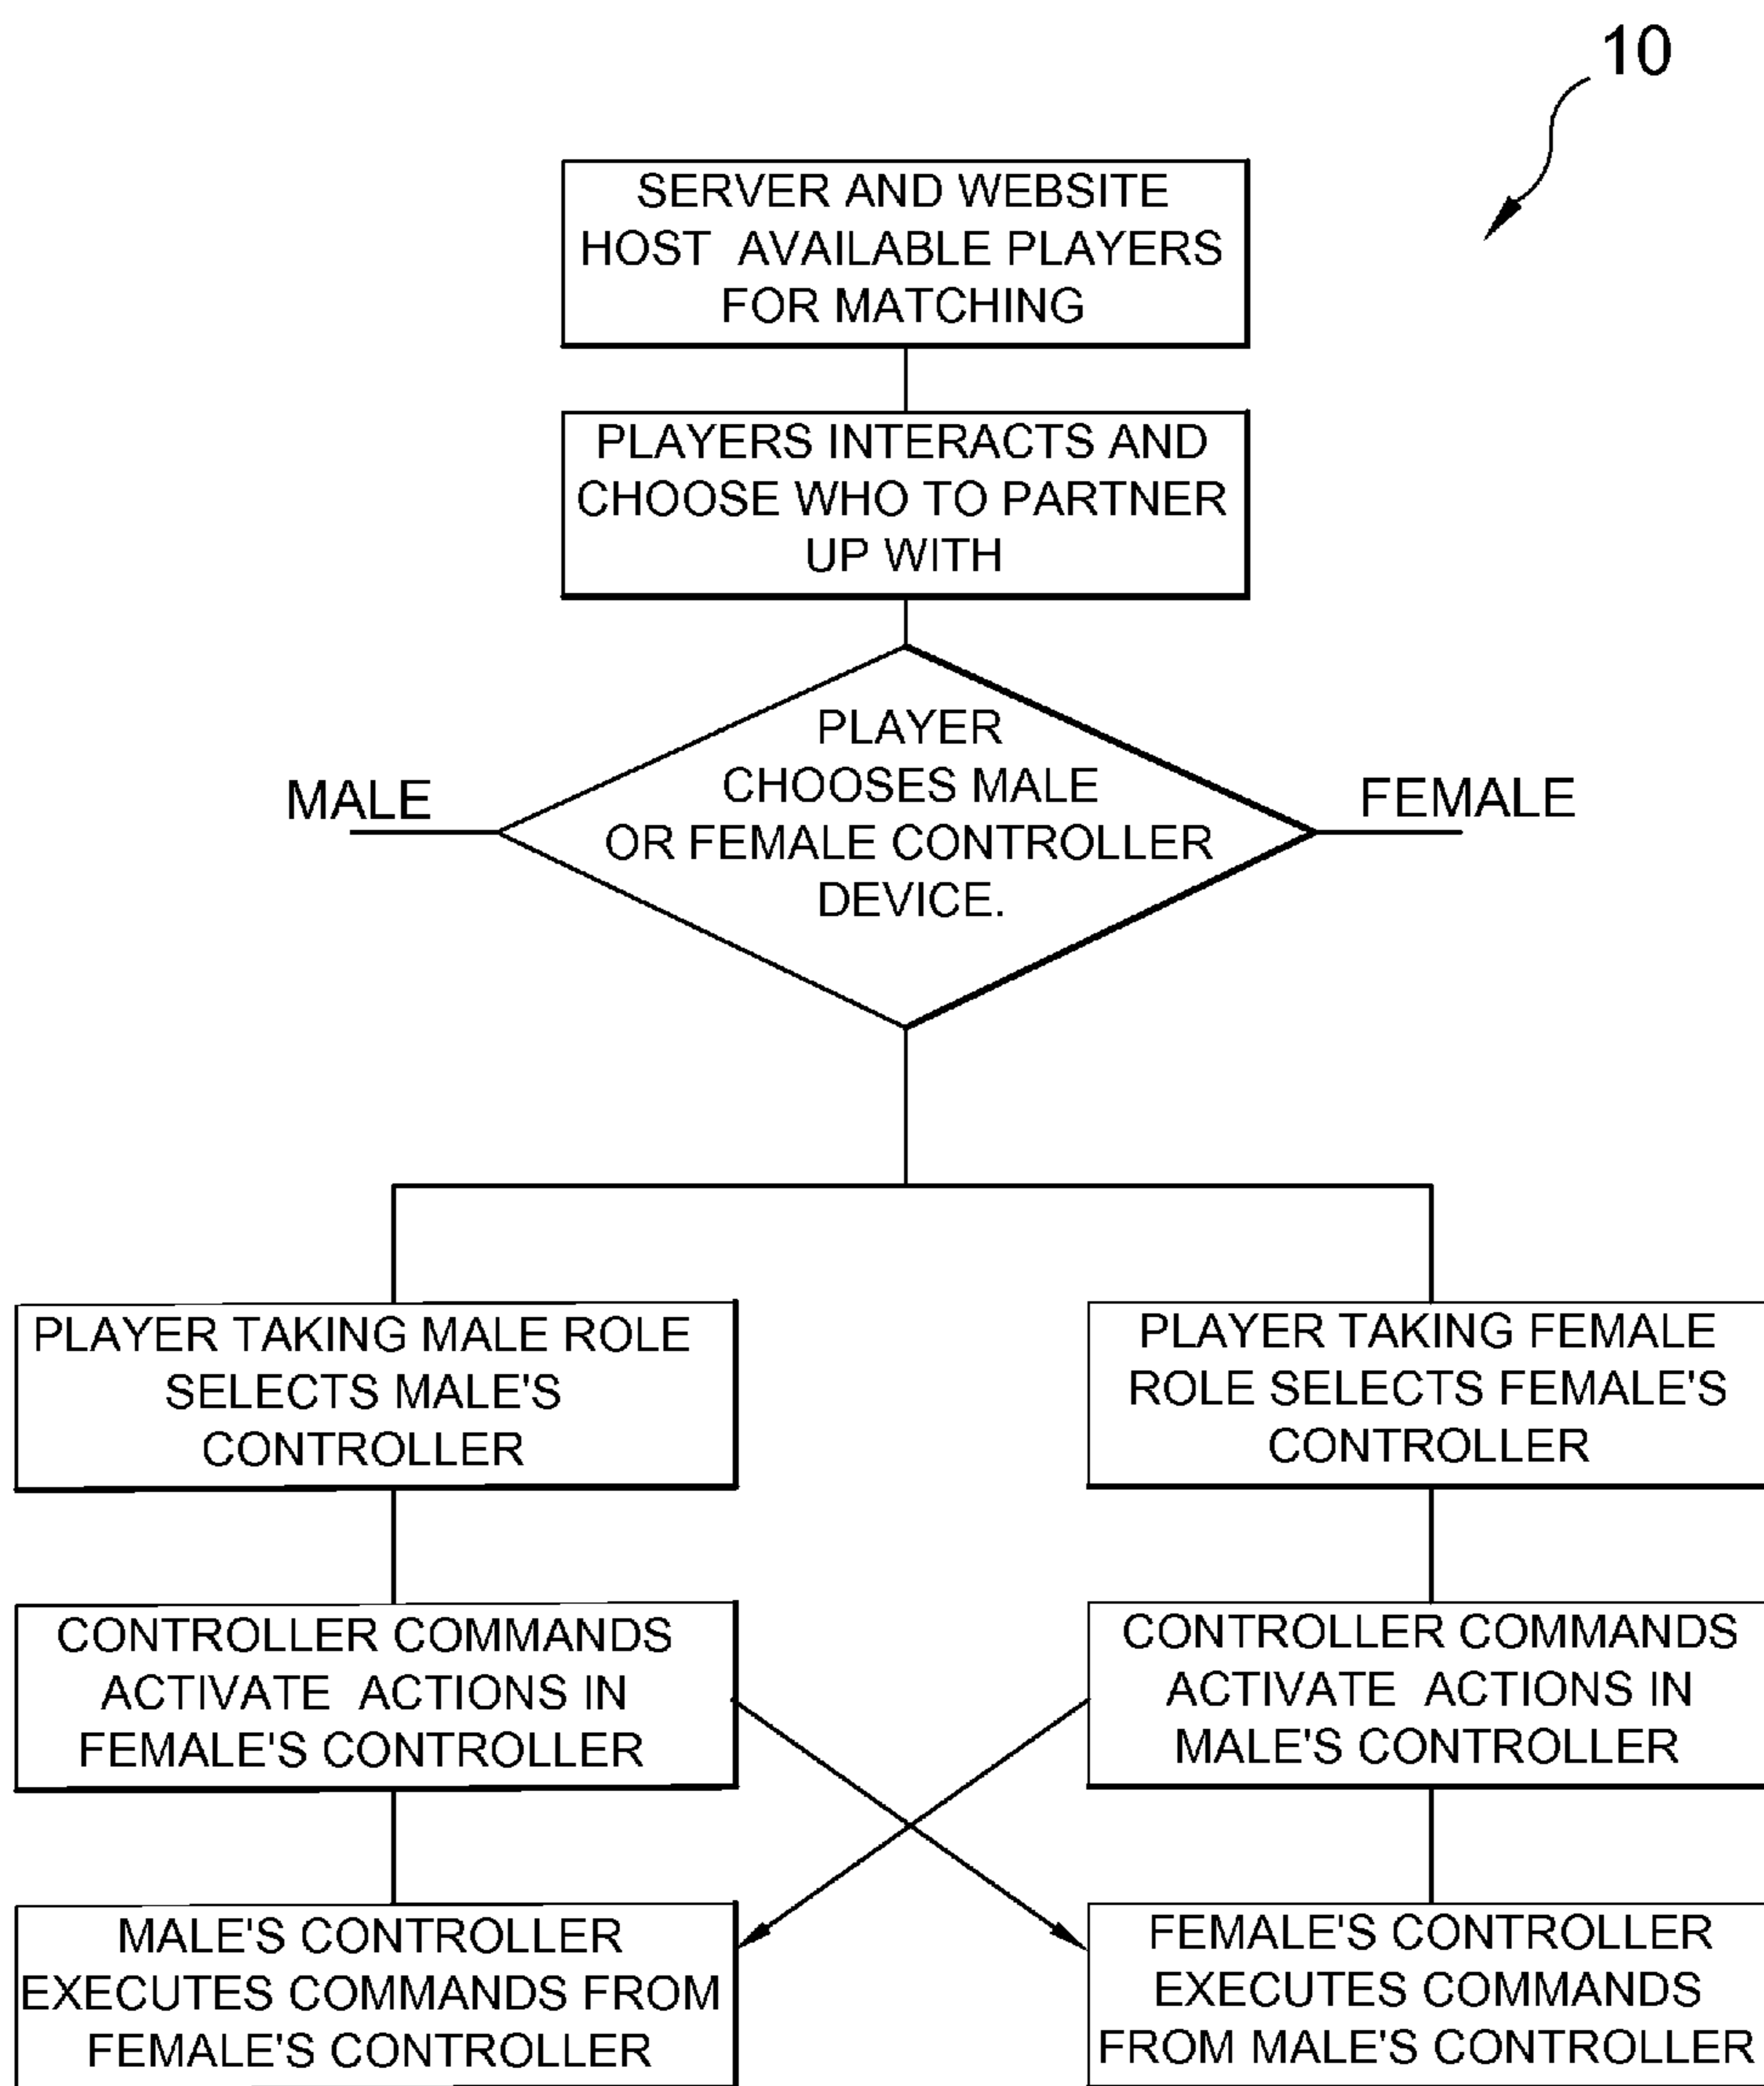 10
SERVER AND WEBSITE
HOST AVAILABLE PLAYERS
FOR MATCHING
PLAYERS INTERACTS AND
CHOOSE WHO TO PARTNER
UP WITH
PLAYER
CHOOSES MALE
OR FEMALE CONTROLLER
DEVICE.
MALE
FEMALE
PLAYER TAKING MALE ROLE
SELECTS MALE'S
CONTROLLER
PLAYER TAKING FEMALE
ROLE SELECTS FEMALE'S
CONTROLLER
CONTROLLER COMMANDS
ACTIVATE ACTIONS IN
FEMALE'S CONTROLLER
CONTROLLER COMMANDS
ACTIVATE ACTIONS IN
MALE'S CONTROLLER
MALE'S CONTROLLER
EXECUTES COMMANDS FROM
FEMALE'S CONTROLLER
FEMALE'S CONTROLLER
EXECUTES COMMANDS
FROM MALE'S CONTROLLER